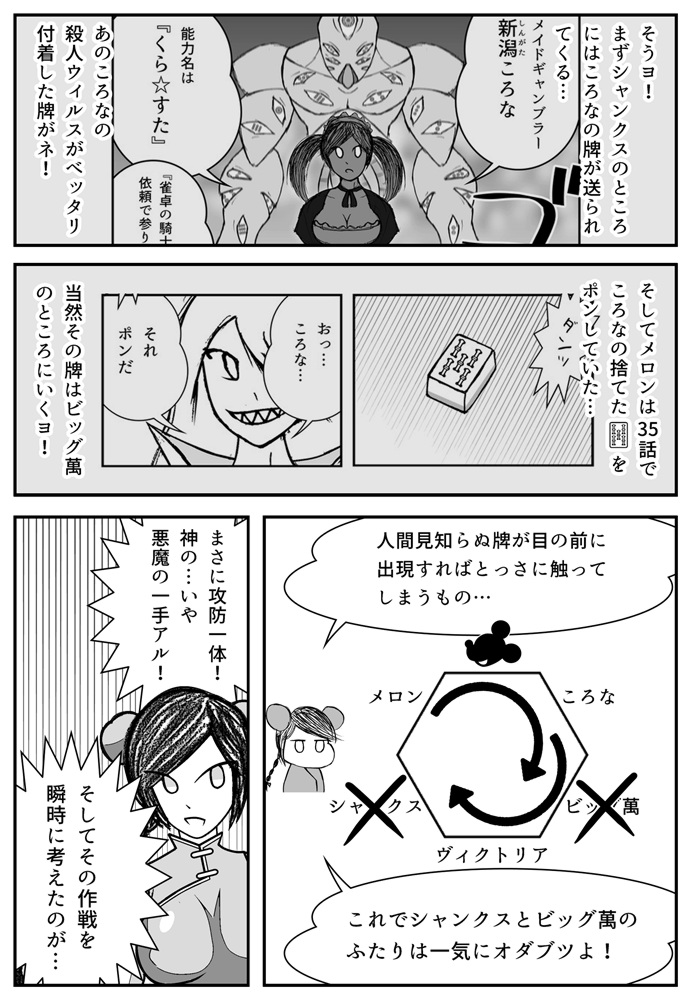 そうヨ！
まずシャンクスのところ
にはころなの牌が送られ
てくる…
メイドギャンブラー
新潟ころな
しんがた
能力名は
『くら☆すた』
『雀卓の騎士
依頼で参り
ブ
あのころなの
殺人ウィルスがベッタリ
付着した牌がネ！
そしてメロンは35話で
ころなの捨てた
を
ポンしていた…
ダンッ
おっ…
ころな…
それ
ポンだ
当然その牌はビッグ萬
のところにいくヨ！
人間見知らぬ牌が目の前に
出現すればとっさに触って
しまうもの…
メロン
ころな
シャンクス
ビッグ萬
ヴィクトリア
これでシャンクスとビッグ萬の
ふたりは一気にオダブツよ！
まさに攻防一体！
神の…いや
悪魔の一手アル！
そしてその作戦を
瞬時に考えたのが…